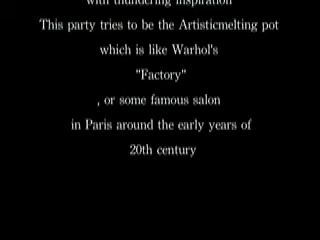 with thundering inspiration
This party tries to be the Artisticmelting pot
which is like Warhol's
"Factory"
, or some famous salon
in Paris around the early years of
20th century